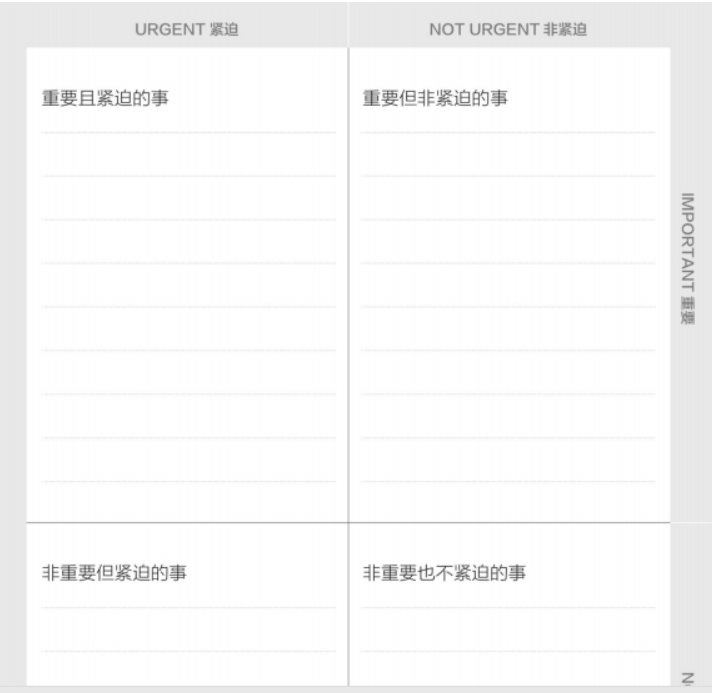 URGENT 紧迫
NOT URGENT 非紧迫
重要且紧迫的事
重要但非紧迫的事
IMPORTANT 重要
非重要但紧迫的事
非重要也不紧迫的事